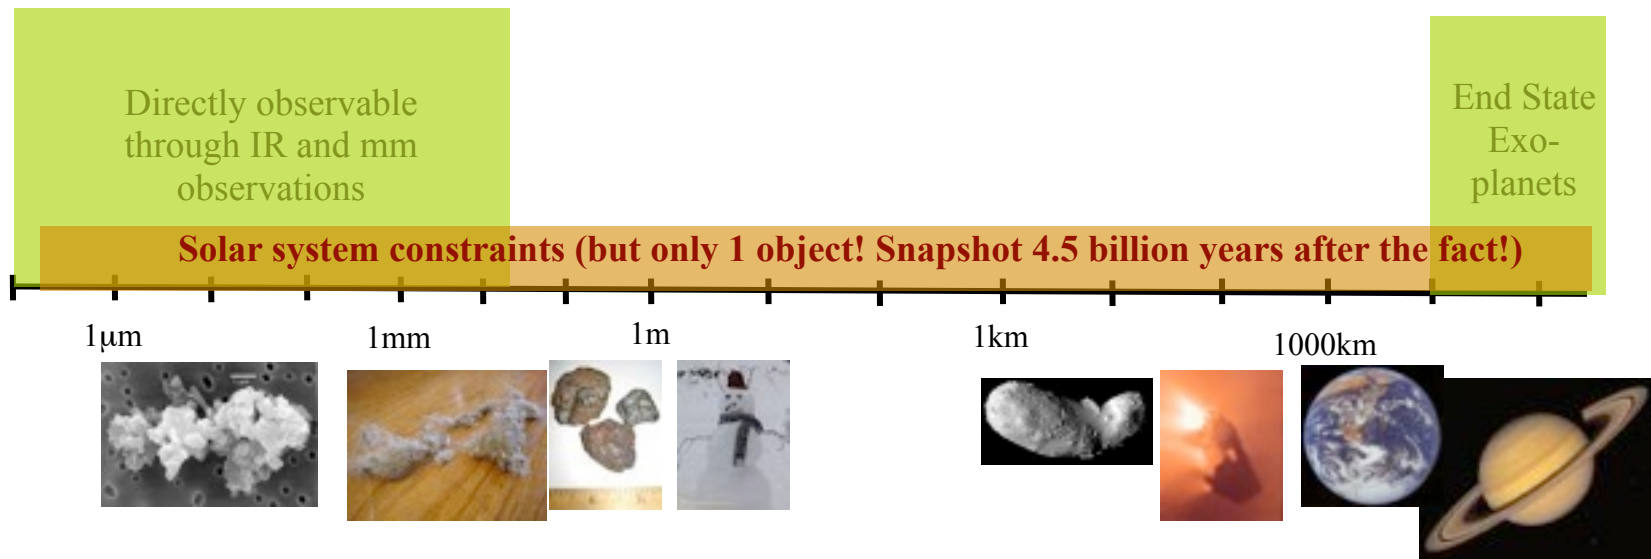 Directly observable
through IR and mm
observations
End State
Exo-
planets
Solar system constraints (but only 1 object! Snapshot 4.5 billion years after the fact!)
1μm
1mm
1m
1km
1000km